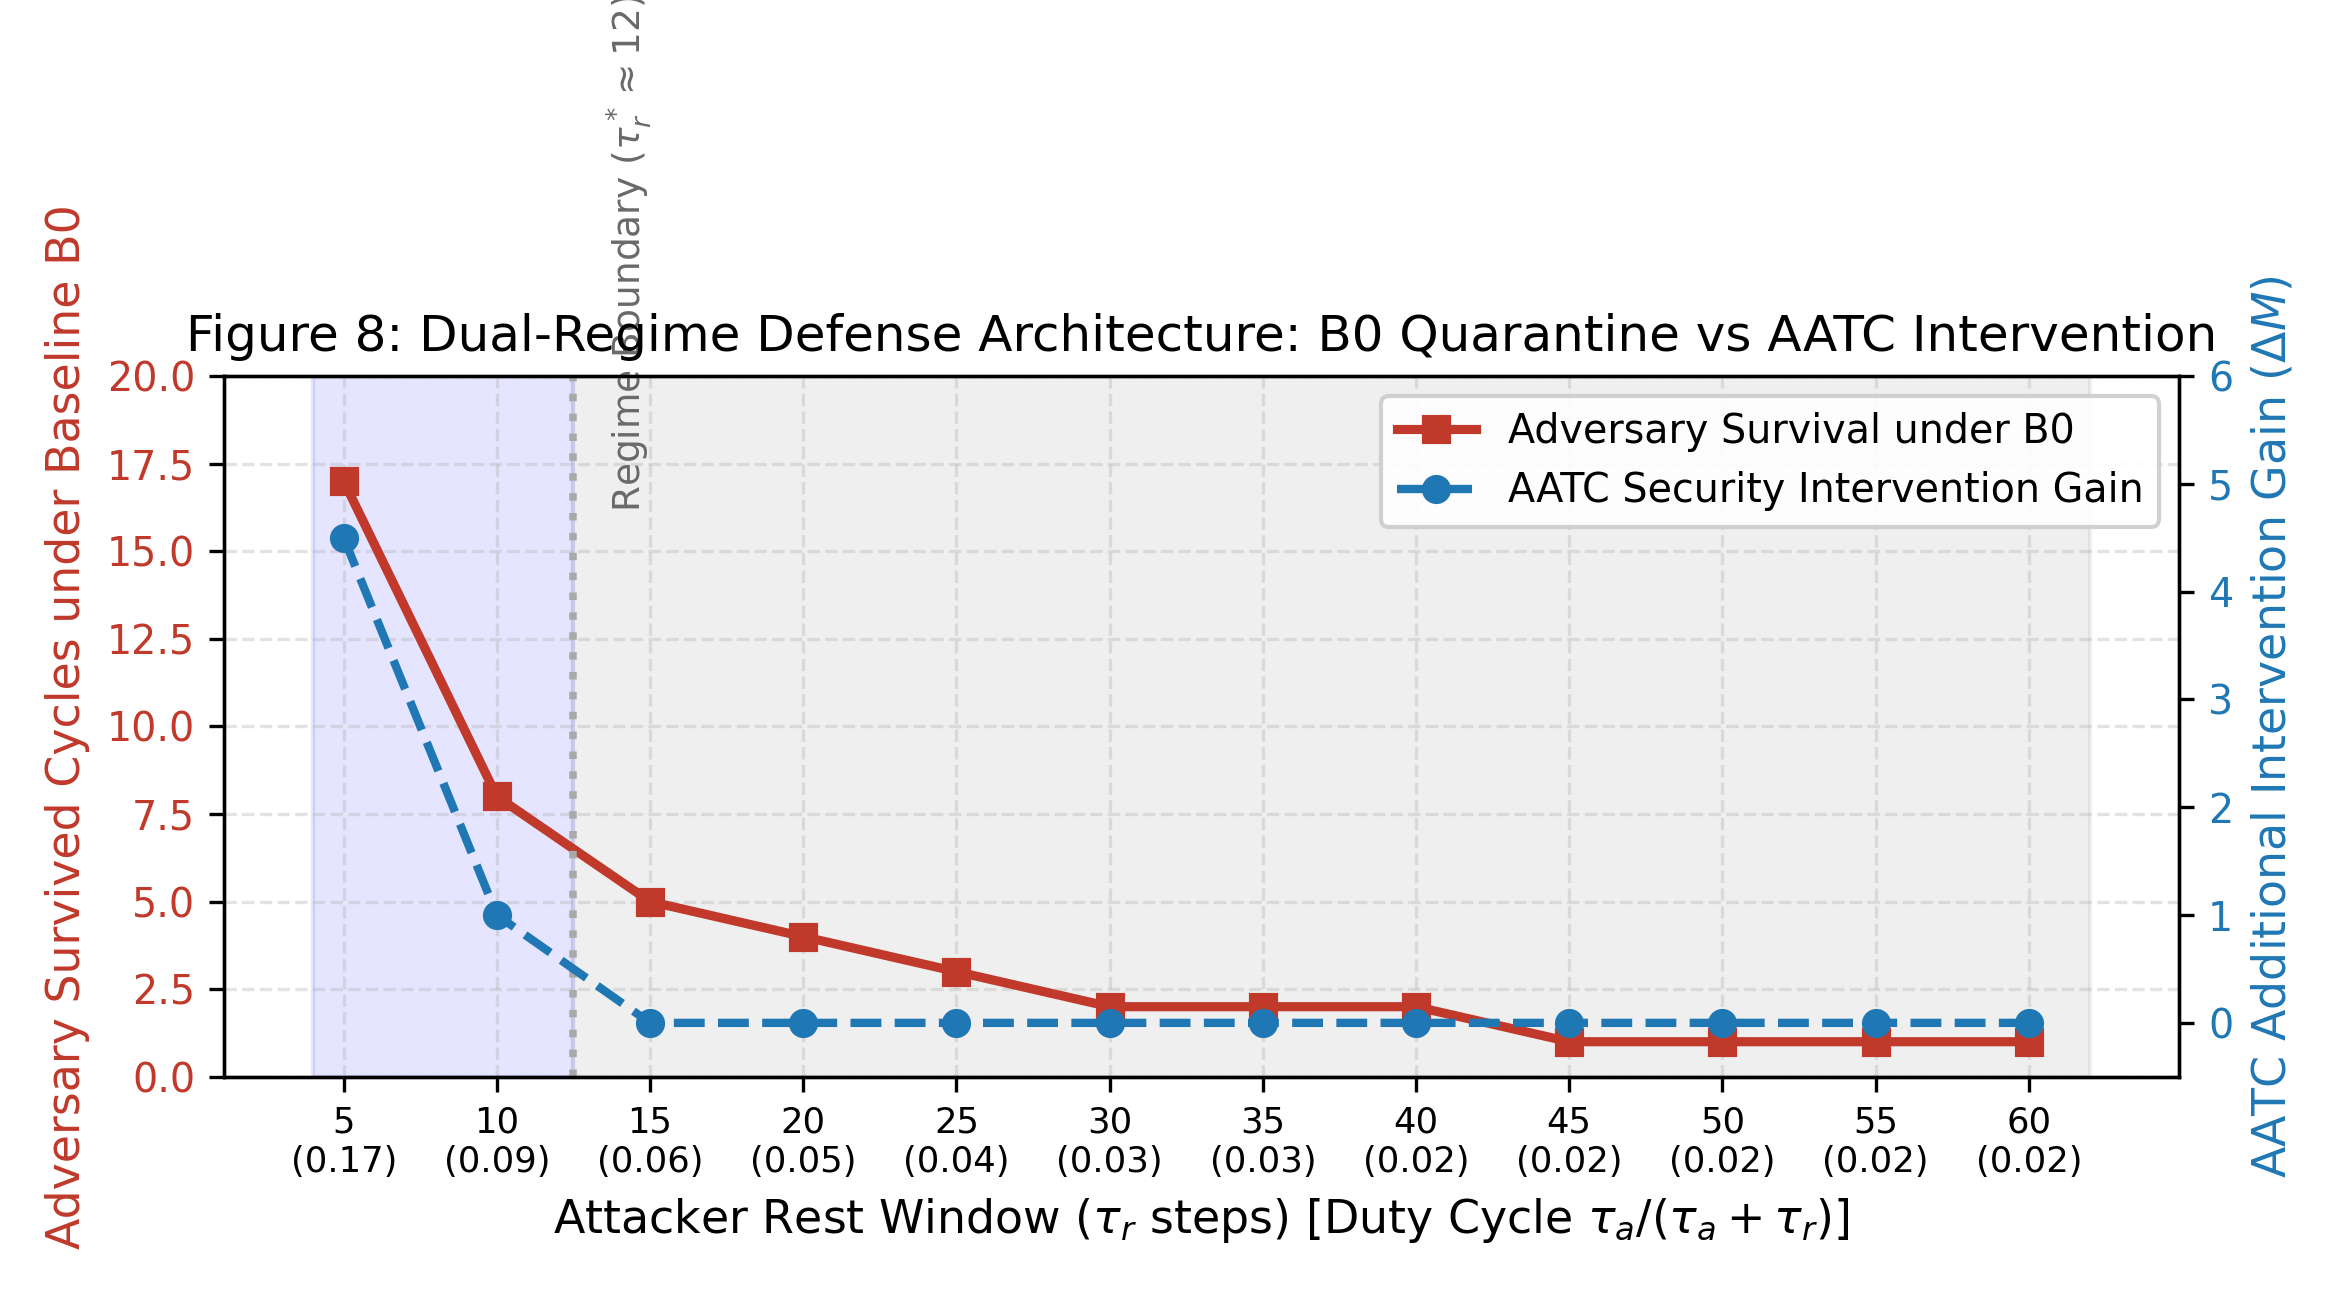 Regime Boundary (τ*r ≈ 12)
Figure 8: Dual-Regime Defense Architecture: B0 Quarantine vs AATC Intervention
Adversary Survived Cycles under Baseline B0
20.0
17.5
15.0
12.5
10.0
7.5
5.0
2.5
0.0
Adversary Survival under B0
AATC Security Intervention Gain
6
5
4
3
2
1
0
AATC Additional Intervention Gain (ΔM)
5 10 15 20 25 30 35 40 45 50 55 60
(0.17) (0.09) (0.06) (0.05) (0.04) (0.03) (0.03) (0.02) (0.02) (0.02) (0.02) (0.02)
Attacker Rest Window (τr steps) [Duty Cycle τa/(τa + τr)]